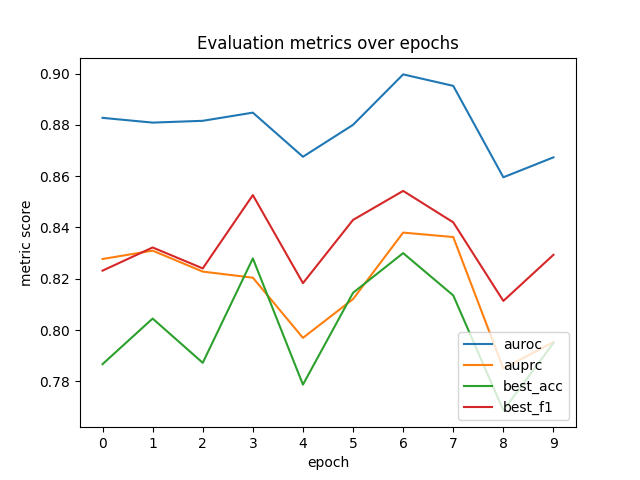 Evaluation metrics over epochs
metric score
0.90
0.88
0.86
0.84
0.82
0.80
0.78
auroc
auprc
best_acc
best_f1
0 1 2 3 4 5 6 7 8 9
epoch